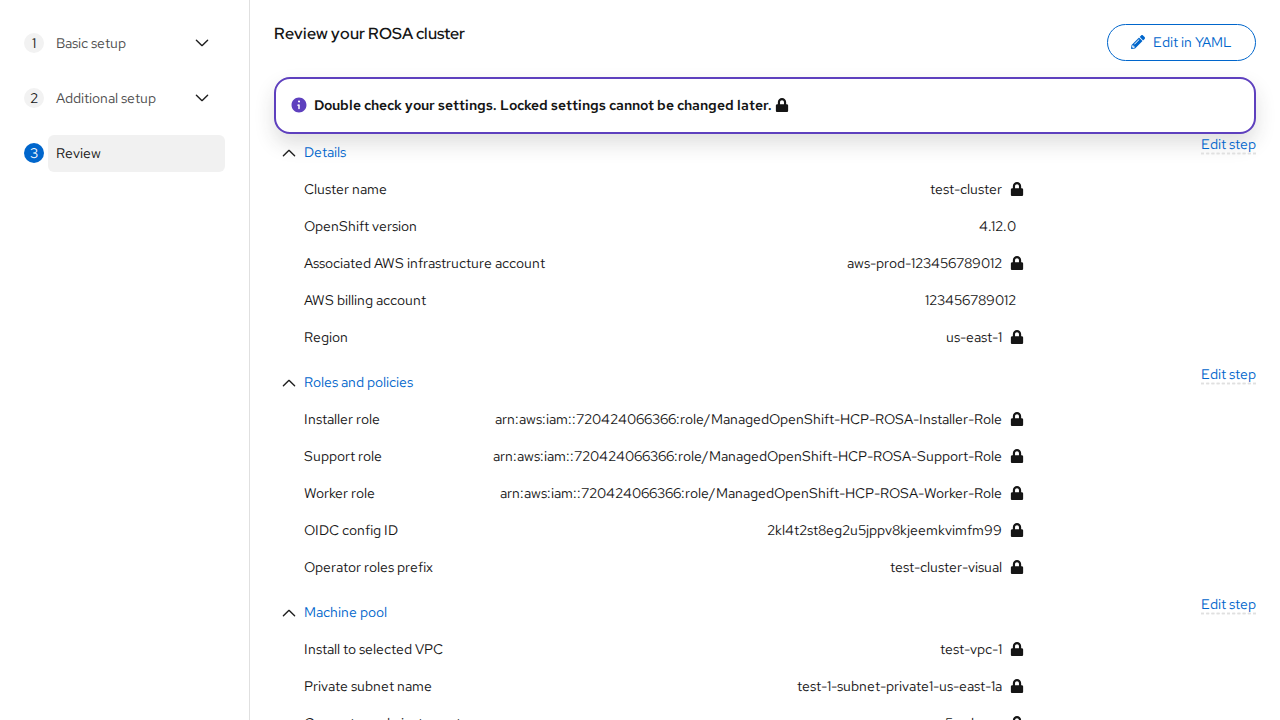 1 Basic setup
2 Additional setup
3 Review
Review your ROSA cluster
Edit in YAML
Double check your settings. Locked settings cannot be changed later.
Details
Edit step
Cluster name test-cluster
OpenShift version 4.12.0
Associated AWS infrastructure account aws-prod-123456789012
AWS billing account 123456789012
Region us-east-1
Roles and policies
Edit step
Installer role arn:aws:iam::720424066366:role/ManagedOpenShift-HCP-ROSA-Installer-Role
Support role arn:aws:iam::720424066366:role/ManagedOpenShift-HCP-ROSA-Support-Role
Worker role arn:aws:iam::720424066366:role/ManagedOpenShift-HCP-ROSA-Worker-Role
OIDC config ID 2kl4t2st8eg2u5jppv8kjeemkvimfm99
Operator roles prefix test-cluster-visual
Machine pool
Edit step
Install to selected VPC test-vpc-1
Private subnet name test-1-subnet-private1-us-east-1a